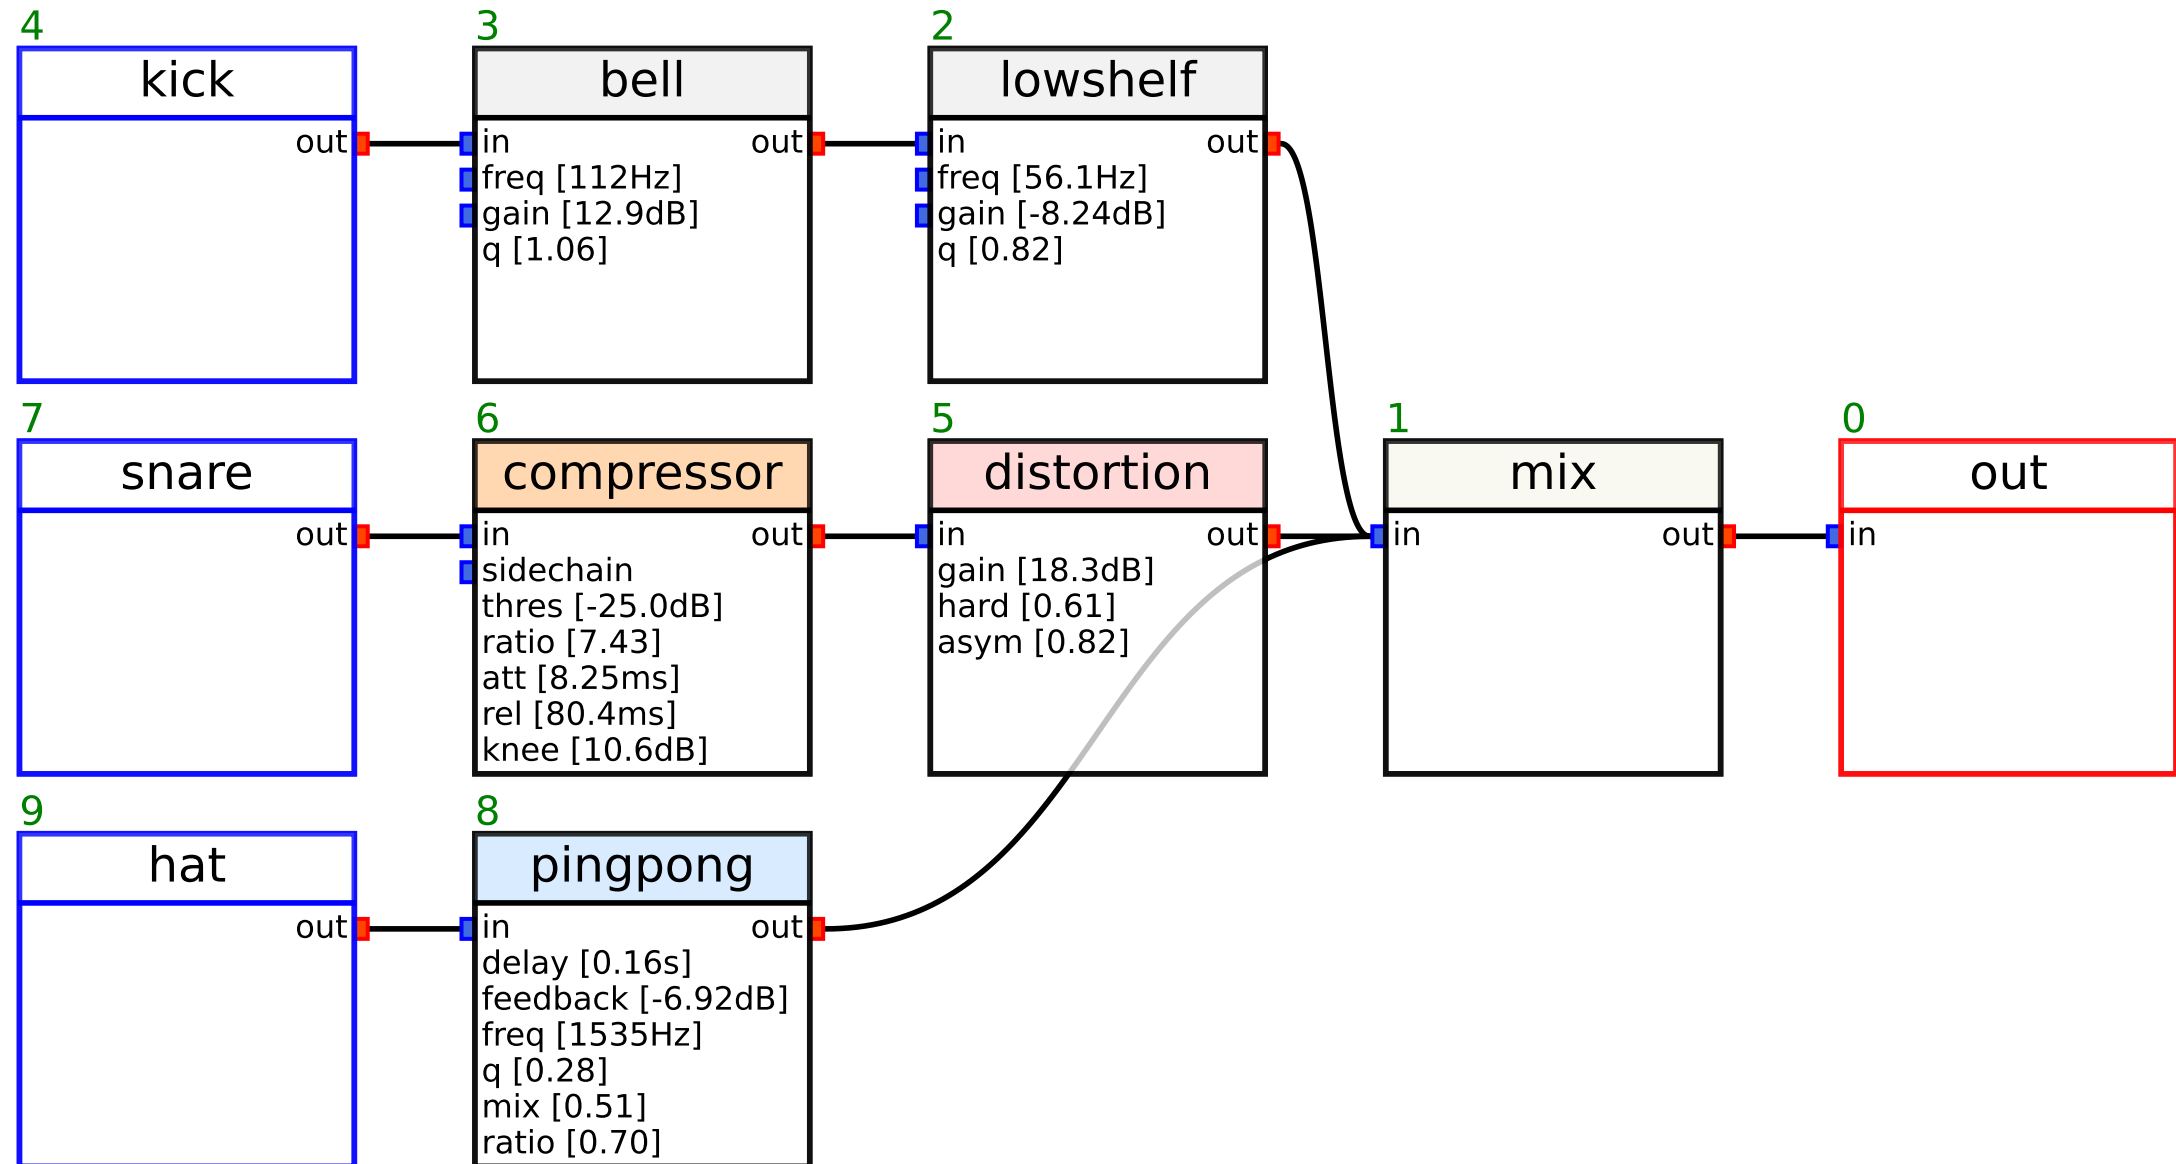 4
kick
out
3
bell
in out
freq [112Hz]
gain [12.9dB]
q [1.06]
2
lowshelf
in out
freq [56.1Hz]
gain [-8.24dB]
q [0.82]
7
snare
out
6
compressor
in out
sidechain
thres [-25.0dB]
ratio [7.43]
att [8.25ms]
rel [80.4ms]
knee [10.6dB]
5
distortion
in out
gain [18.3dB]
hard [0.61]
asym [0.82]
1
mix
in out
0
out
in
9
hat
out
8
pingpong
in out
delay [0.16s]
feedback [-6.92dB]
freq [1535Hz]
q [0.28]
mix [0.51]
ratio [0.70]